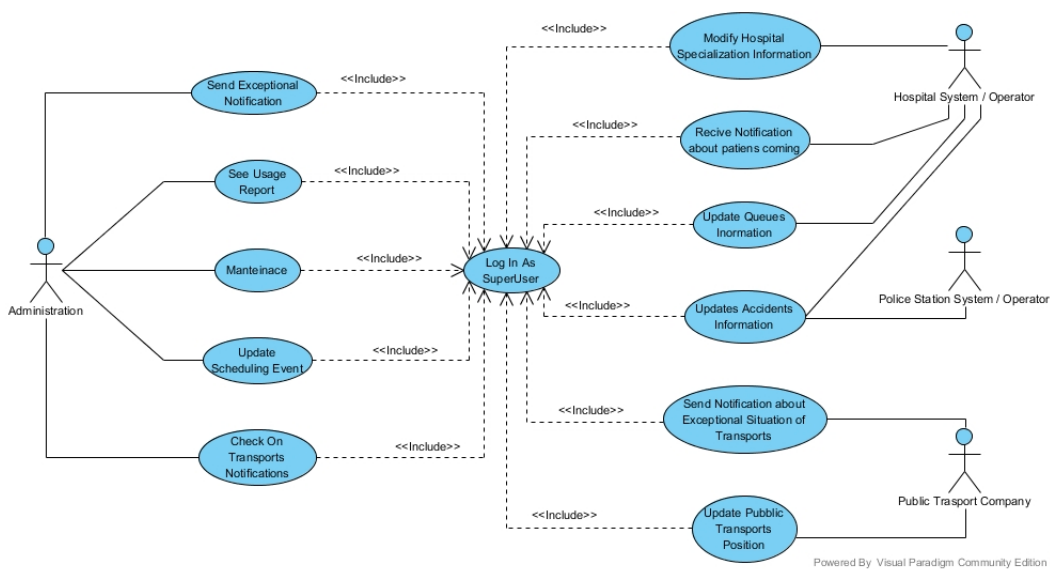 <<Include>>
Modify Hospital
Specialization Information
Hospital System / Operator
<<Include>>
Send Exceptional
Notification
<<Include>>
Recive Notification
about patiens coming
<<Include>>
See Usage
Report
<<Include>>
Update Queues
Inormation
<<Include>>
Manteinace
Log In As
SuperUser
Administration
Police Station System / Operator
<<Include>>
Updates Accidents
Information
<<Include>>
Update
Scheduling Event
<<Include>>
Send Notification about
Exceptional Situation of
Transports
<<Include>>
Check On
Transports
Notifications
Public Trasport Company
<<Include>>
Update Pubblic
Transports
Position
Powered By Visual Paradigm Community Edition